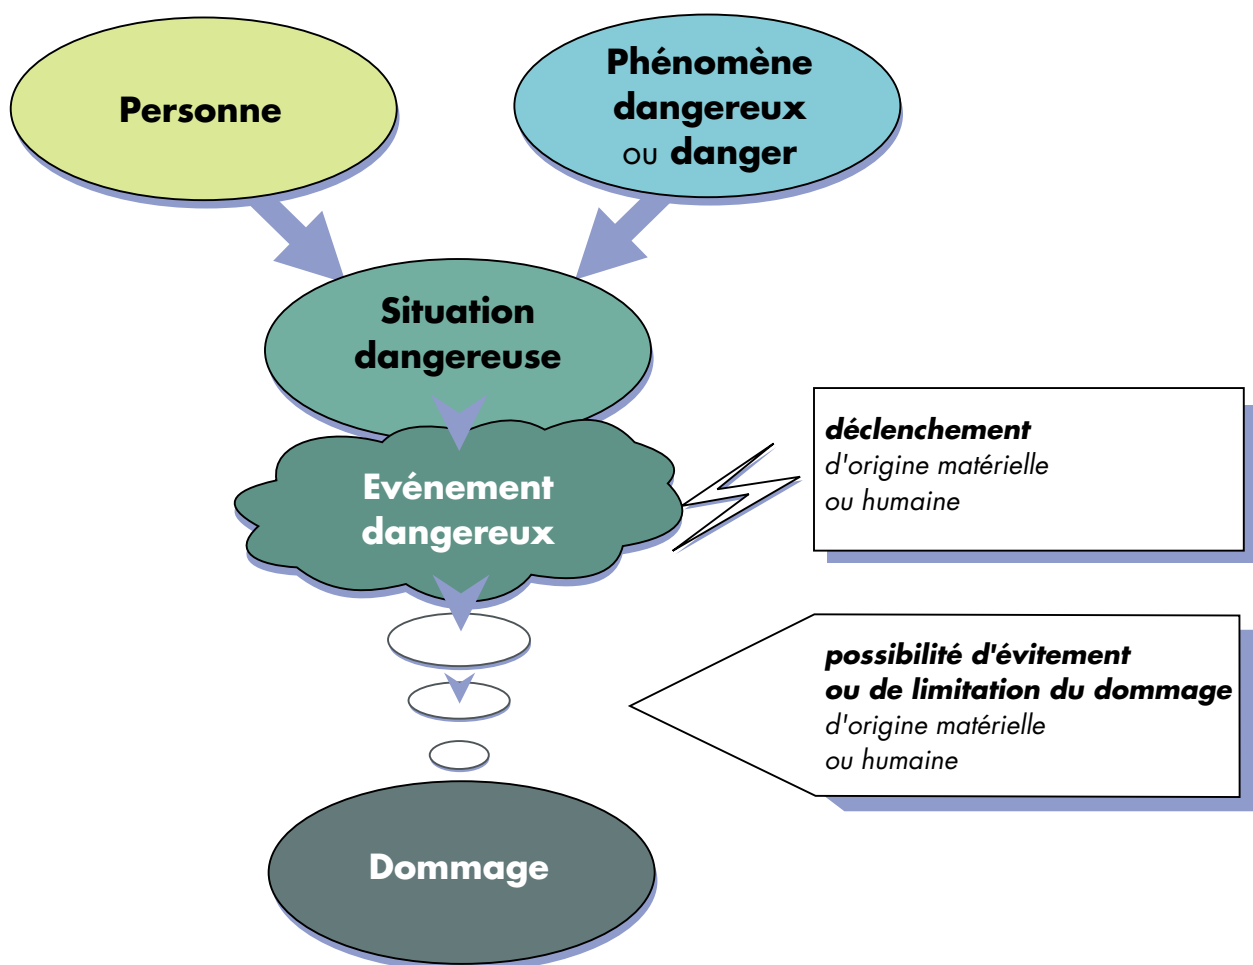 Personne
Phénomène
dangereux
ou danger
Situation
dangereuse
Evénement
dangereux
déclenchement
d'origine matérielle
ou humaine
possibilité d'évitement
ou de limitation du dommage
d'origine matérielle
ou humaine
Dommage